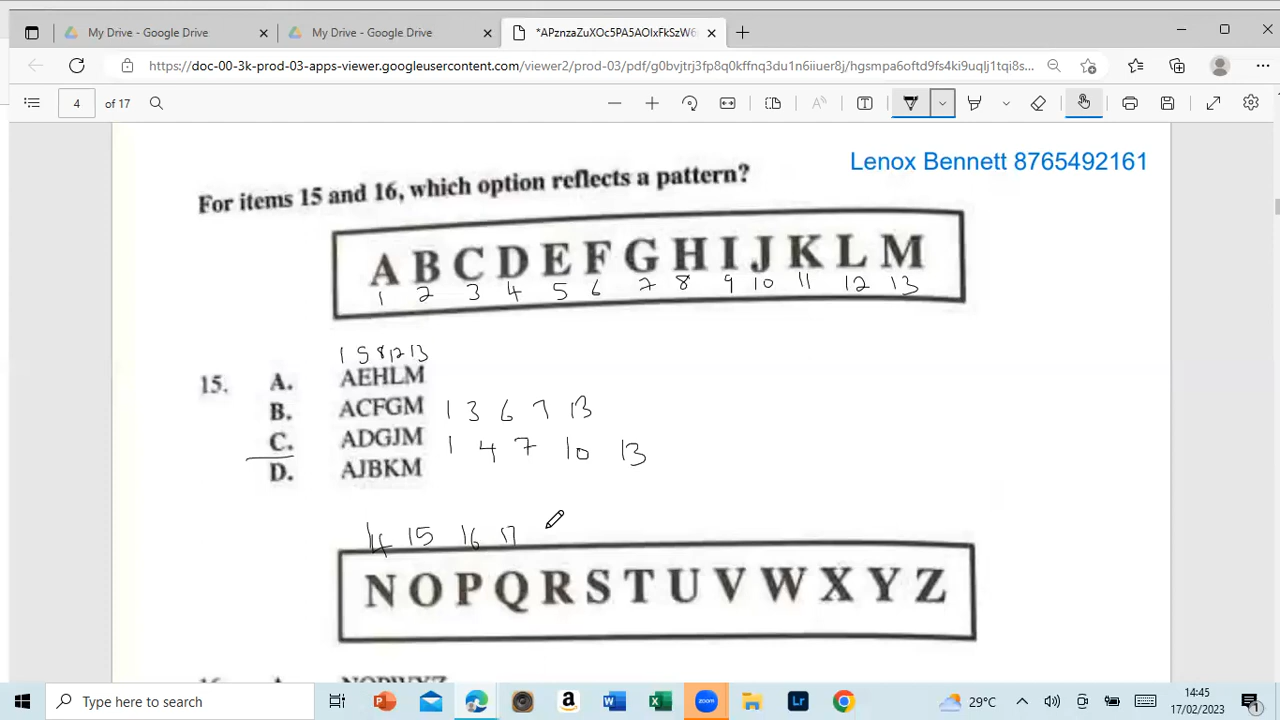 My Drive - Google Drive
My Drive - Google Drive
*APznzaZuXOc5PA5AOIxFkSzW6
https://doc-00-3k-prod-03-apps-viewer.googleusercontent.com/viewer2/prod-03/pdf/g0bvjtrj3fp8q0kffnq3du1n6iiuer8j/hgsmpa6oftd9fs4ki9uqlj1tqi8s...
4 of 17
Lenox Bennett 8765492161
For items 15 and 16, which option reflects a pattern?
A B C D E F G H I J K L M
1 2 3 4 5 6 7 8 9 10 11 12 13
1 5 8 12 13
15. A. AEHLM
B. ACFGM 1 3 6 7 13
C. ADGJM 1 4 7 10 13
D. AJBKM
14 15 16 17
N O P Q R S T U V W X Y Z
Type here to search
zoom
Lr
29°C
14:45
17/02/2023